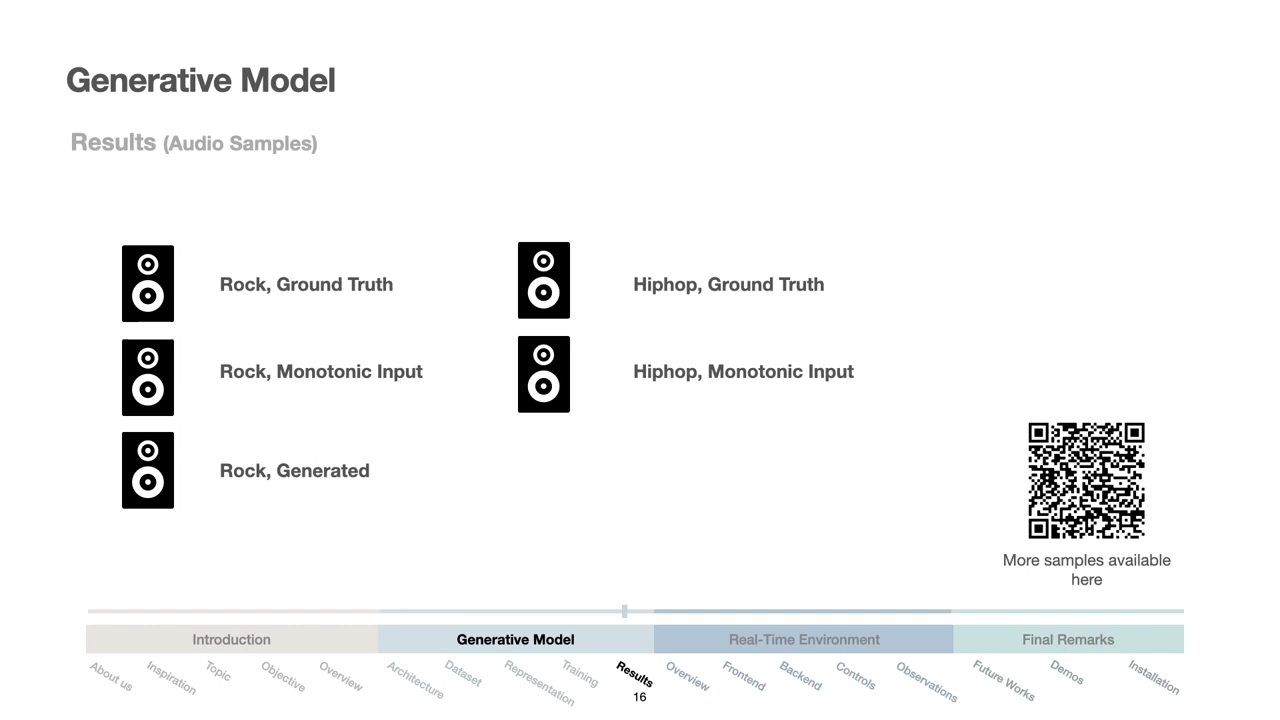 Generative Model
Results (Audio Samples)
Rock, Ground Truth
Hiphop, Ground Truth
Rock, Monotonic Input
Hiphop, Monotonic Input
Rock, Generated
More samples available
here
Introduction
Generative Model
Real-Time Environment
Final Remarks
About us
Inspiration
Topic
Objective
Overview
Architecture
Dataset
Representation
Training
Results
Overview
Frontend
Backend
Controls
Observations
Future Works
Demos
Installation
16